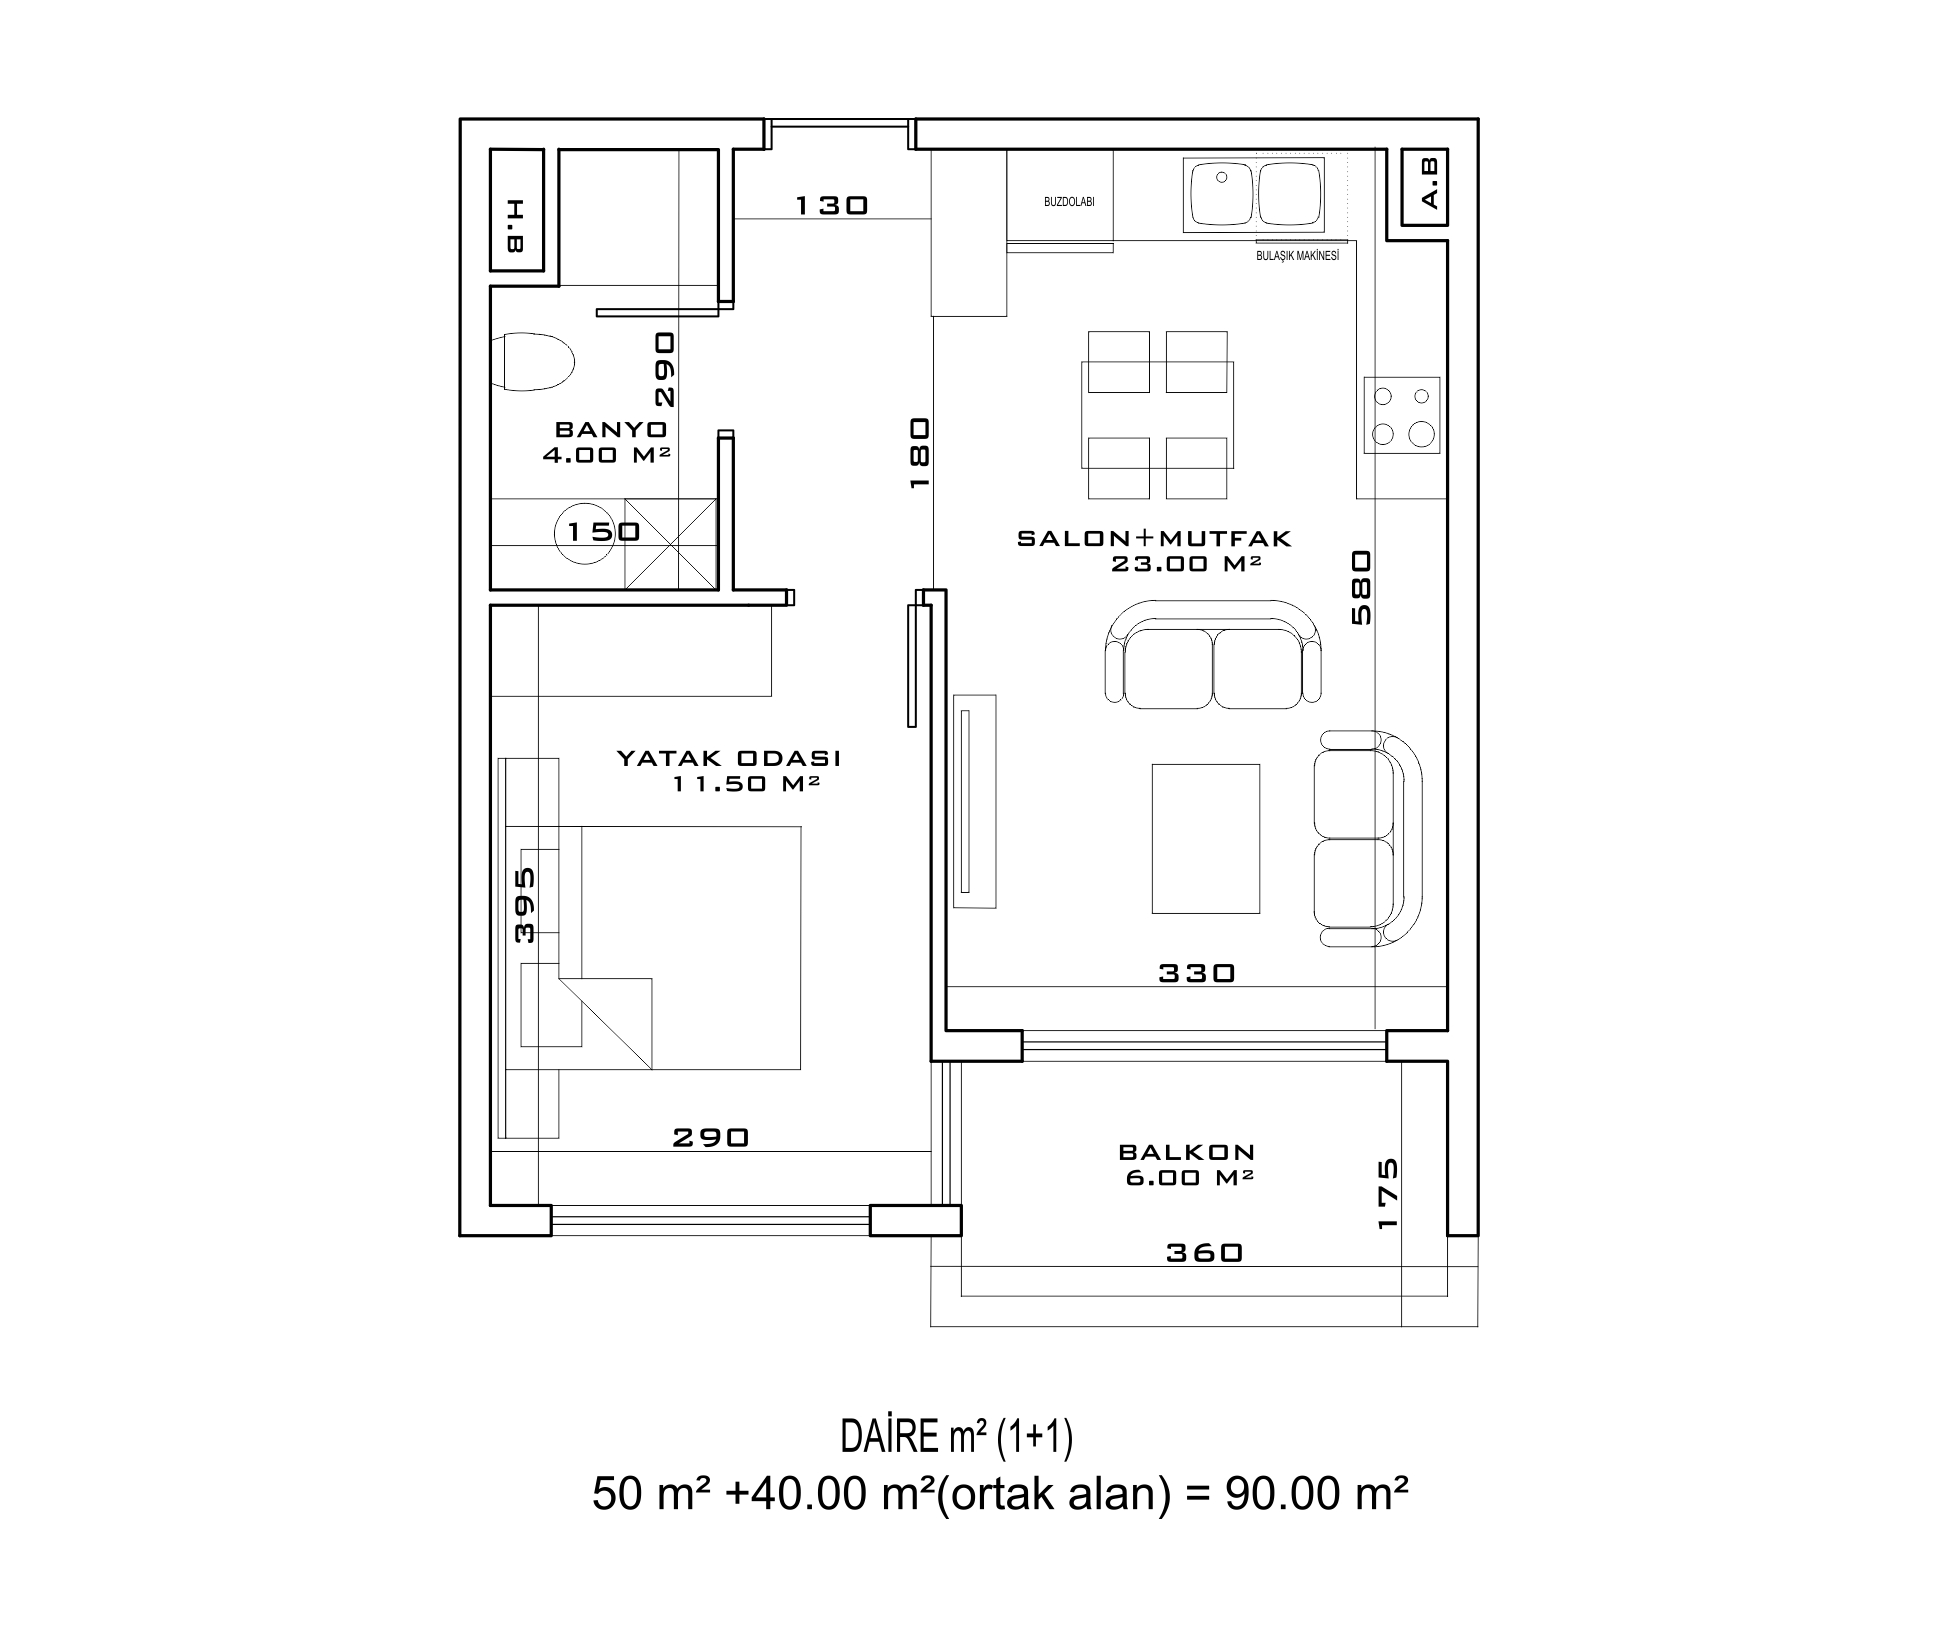 H.B
A.B
130
BUZDOLABI
BULAŞIK MAKİNESİ
290
BANYO
4.00 M²
180
150
SALON+MUTFAK
23.00 M²
580
YATAK ODASI
11.50 M²
395
330
290
BALKON
6.00 M²
175
360
DAİRE m² (1+1)
50 m² +40.00 m²(ortak alan) = 90.00 m²